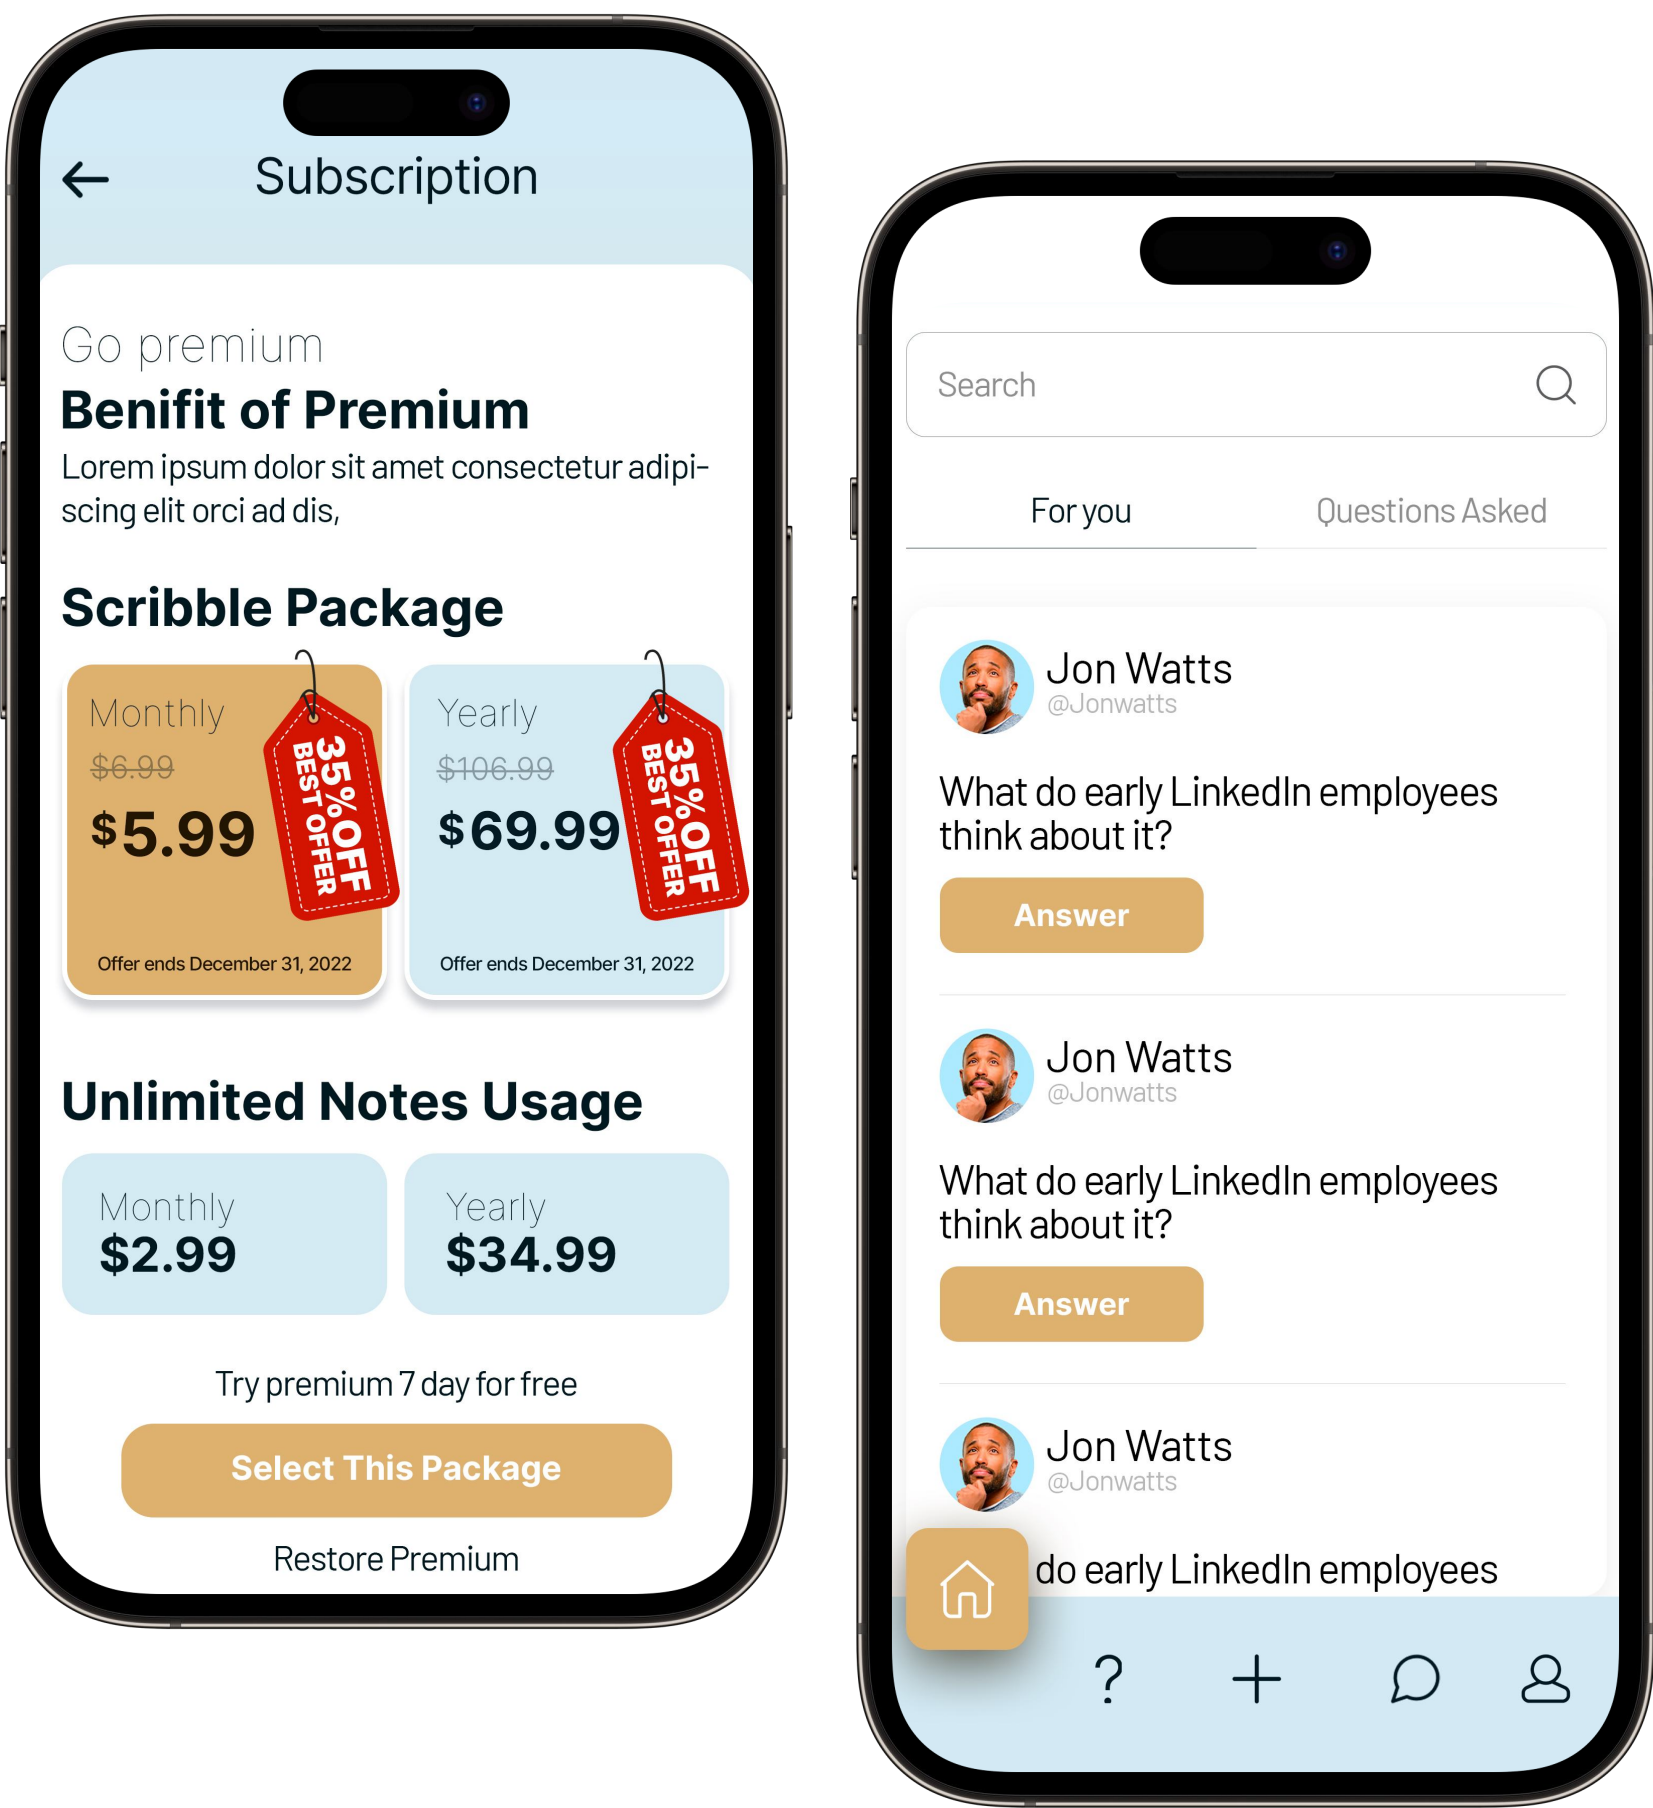 Subscription
Go premium
Benifit of Premium
Lorem ipsum dolor sit amet consectetur adipi-
scing elit orci ad dis,
Scribble Package
Monthly
$6.99
$5.99
35%OFF
BEST OFFER
Offer ends December 31, 2022
Yearly
$106.99
$69.99
35%OFF
BEST OFFER
Offer ends December 31, 2022
Unlimited Notes Usage
Monthly
$2.99
Yearly
$34.99
Try premium 7 day for free
Select This Package
Restore Premium
Search
For you
Questions Asked
Jon Watts
@Jonwatts
What do early LinkedIn employees
think about it?
Answer
Jon Watts
@Jonwatts
What do early LinkedIn employees
think about it?
Answer
Jon Watts
@Jonwatts
do early LinkedIn employees
?